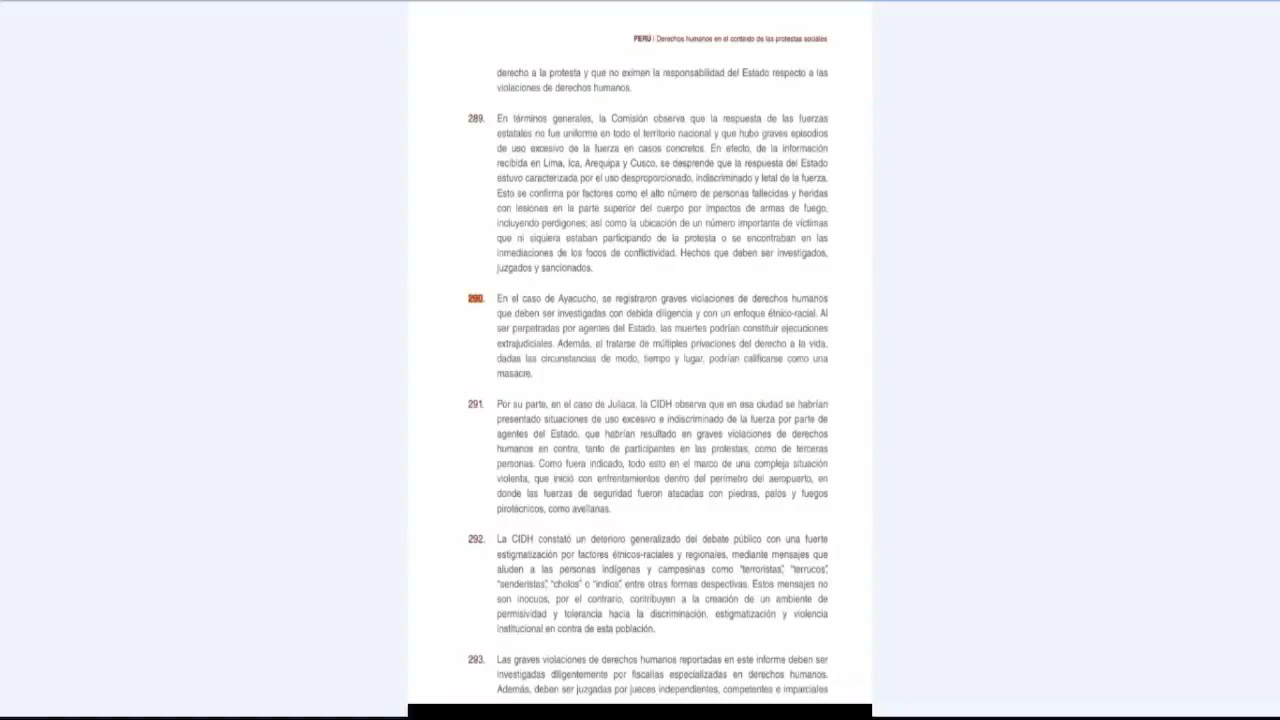 PERÚ | Derechos humanos en el contexto de las protestas sociales
derecho a la protesta y que no eximen la responsabilidad del Estado respecto a las
violaciones de derechos humanos.
289. En términos generales, la Comisión observa que la respuesta de las fuerzas
estatales no fue uniforme en todo el territorio nacional y que hubo graves episodios
de uso excesivo de la fuerza en casos concretos. En efecto, de la información
recibida en Lima, Ica, Arequipa y Cusco, se desprende que la respuesta del Estado
estuvo caracterizada por el uso desproporcionado, indiscriminado y letal de la fuerza.
Esto se confirma por factores como el alto número de personas fallecidas y heridas
con lesiones en la parte superior del cuerpo por impactos de armas de fuego,
incluyendo perdigones; así como la ubicación de un número importante de víctimas
que ni siquiera estaban participando de la protesta o se encontraban en las
inmediaciones de los focos de conflictividad. Hechos que deben ser investigados,
juzgados y sancionados.
290. En el caso de Ayacucho, se registraron graves violaciones de derechos humanos
que deben ser investigadas con debida diligencia y con un enfoque étnico-racial. Al
ser perpetradas por agentes del Estado, las muertes podrían constituir ejecuciones
extrajudiciales. Además, al tratarse de múltiples privaciones del derecho a la vida,
dadas las circunstancias de modo, tiempo y lugar, podrían calificarse como una
masacre.
291. Por su parte, en el caso de Juliaca, la CIDH observa que en esa ciudad se habrían
presentado situaciones de uso excesivo e indiscriminado de la fuerza por parte de
agentes del Estado, que habrían resultado en graves violaciones de derechos
humanos en contra, tanto de participantes en las protestas, como de terceras
personas. Como fuera indicado, todo esto en el marco de una compleja situación
violenta, que inició con enfrentamientos dentro del perímetro del aeropuerto, en
donde las fuerzas de seguridad fueron atacadas con piedras, palos y fuegos
pirotécnicos, como avellanas.
292. La CIDH constató un deterioro generalizado del debate público con una fuerte
estigmatización por factores étnicos-raciales y regionales, mediante mensajes que
aluden a las personas indígenas y campesinas como “terroristas”, “terrucos”,
“senderistas”, “cholos” o “indios”, entre otras formas despectivas. Estos mensajes no
son inocuos, por el contrario, contribuyen a la creación de un ambiente de
permisividad y tolerancia hacia la discriminación, estigmatización y violencia
institucional en contra de esta población.
293. Las graves violaciones de derechos humanos reportadas en este informe deben ser
investigadas diligentemente por fiscalías especializadas en derechos humanos.
Además, deben ser juzgadas por jueces independientes, competentes e imparciales